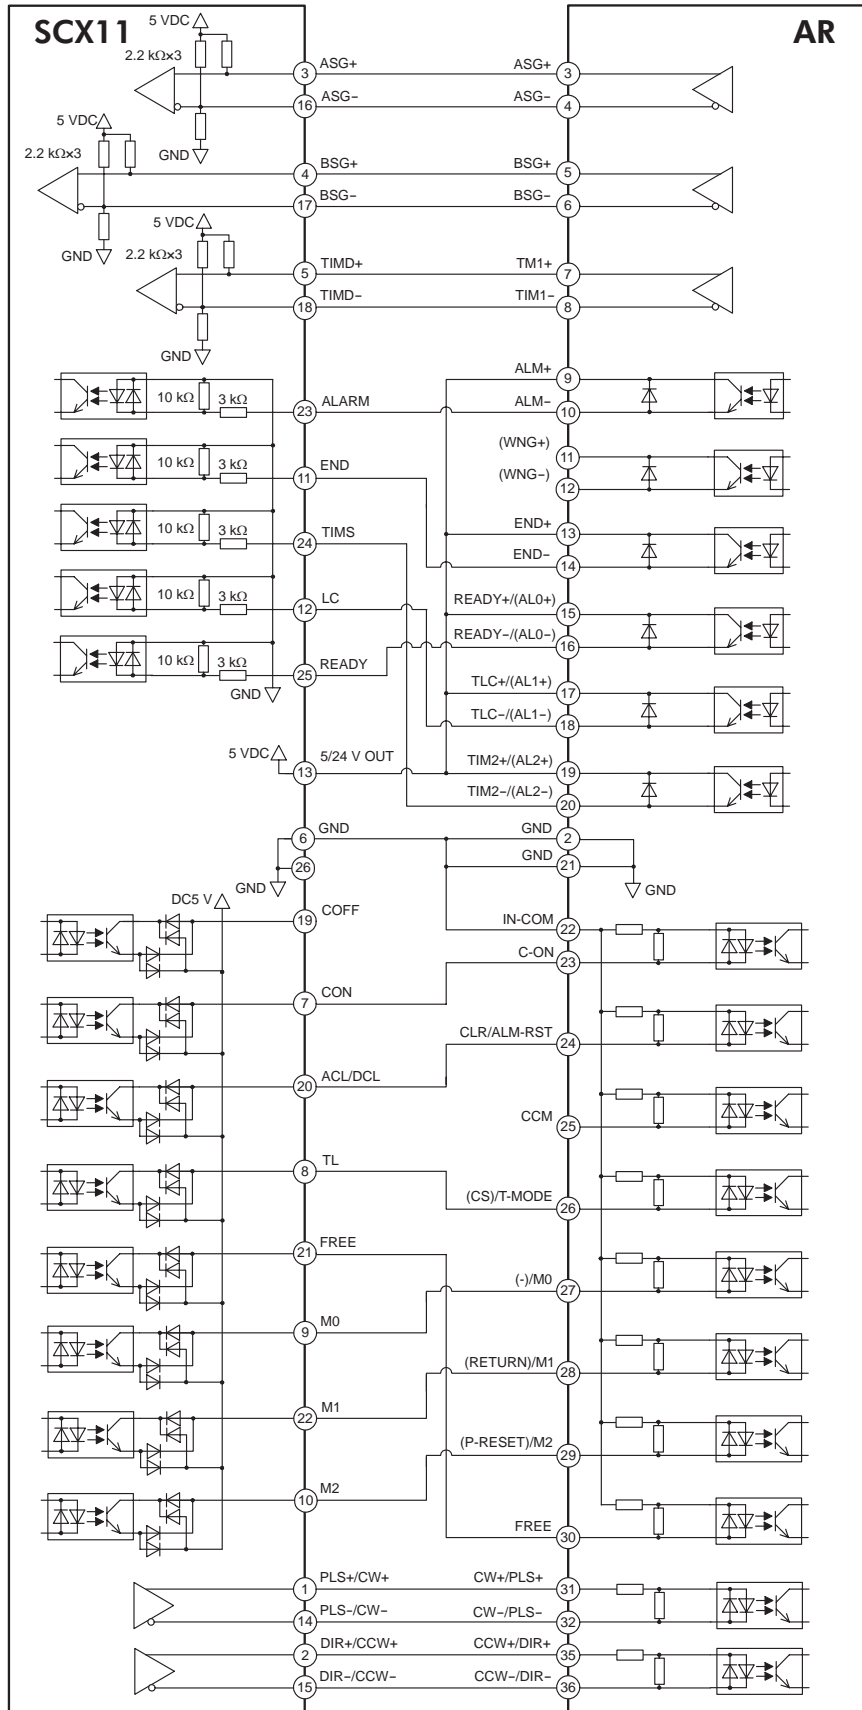 SCX11
AR
5 VDC
2.2 kΩ×3
3 ASG+ ASG+ 3
16 ASG− ASG− 4
5 VDC
GND
2.2 kΩ×3
4 BSG+ BSG+ 5
17 BSG− BSG− 6
5 VDC
GND
2.2 kΩ×3
5 TIMD+ TM1+ 7
18 TIMD− TIM1− 8
GND
ALM+ 9
10 kΩ 3 kΩ 23 ALARM ALM− 10
(WNG+) 11
10 kΩ 3 kΩ 11 END (WNG−) 12
END+ 13
10 kΩ 3 kΩ 24 TIMS END− 14
READY+/(AL0+) 15
10 kΩ 3 kΩ 12 LC READY−/(AL0−) 16
10 kΩ 3 kΩ 25 READY
GND
TLC+/(AL1+) 17
TLC−/(AL1−) 18
5 VDC 13 5/24 V OUT TIM2+/(AL2+) 19
TIM2−/(AL2−) 20
6 GND GND 2
26 GND 21
GND GND
DC5 V
19 COFF IN-COM 22
C-ON 23
7 CON
CLR/ALM-RST 24
20 ACL/DCL
CCM 25
8 TL
(CS)/T-MODE 26
21 FREE
(-)/M0 27
9 M0
(RETURN)/M1 28
22 M1
(P-RESET)/M2 29
10 M2
FREE 30
1 PLS+/CW+ CW+/PLS+ 31
14 PLS−/CW− CW−/PLS− 32
2 DIR+/CCW+ CCW+/DIR+ 35
15 DIR−/CCW− CCW−/DIR− 36